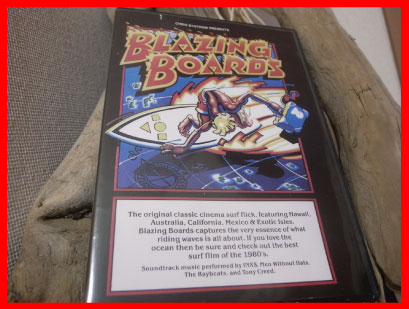 CHRIS BYSTROM PRESENTS
BLAZING
BOARDS
The original classic cinema surf flick, featuring Hawaii,
Australia, California, Mexico & Exotic Isles.
Blazing Boards captures the very essence of what
riding waves is all about. If you love the
ocean then be sure and check out the best
surf film of the 1980's.
Soundtrack music performed by INXS, Men Without Hats,
The Raybeats, and Tony Creed.